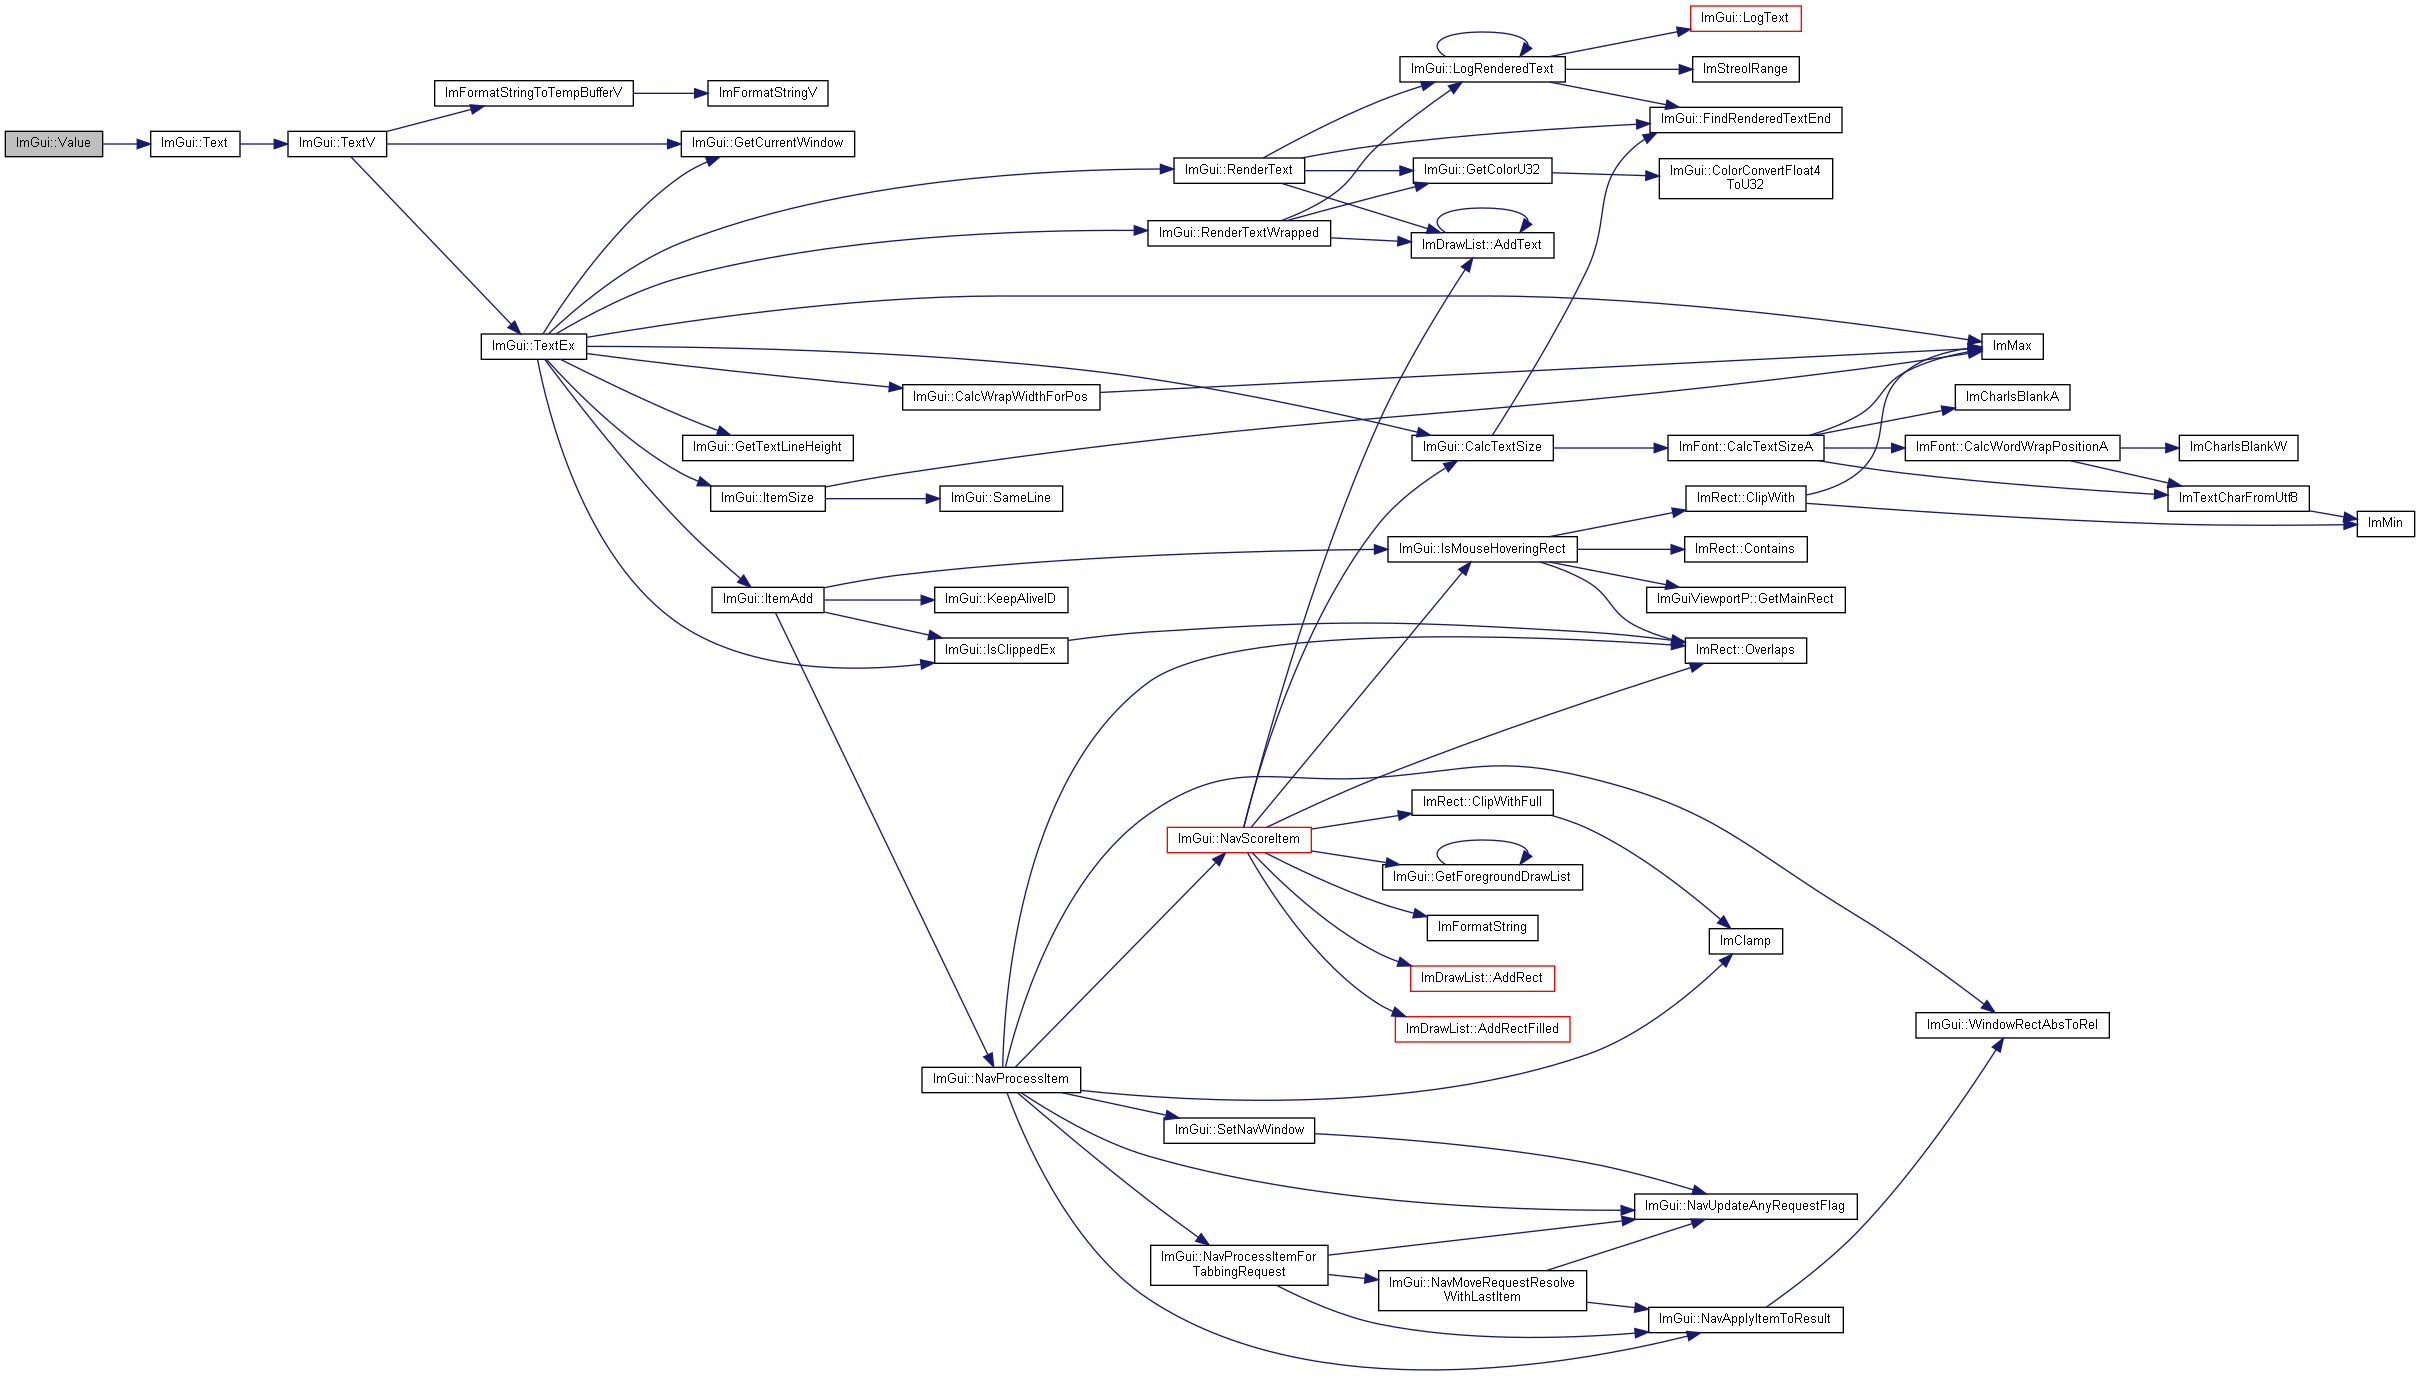 ImGui::Value
ImGui::Text
ImGui::TextV
ImFormatStringToTempBufferV
ImFormatStringV
ImGui::GetCurrentWindow
ImGui::TextEx
ImGui::RenderText
ImGui::RenderTextWrapped
ImGui::CalcWrapWidthForPos
ImGui::GetTextLineHeight
ImGui::ItemSize
ImGui::SameLine
ImGui::ItemAdd
ImGui::KeepAliveID
ImGui::IsClippedEx
ImGui::LogRenderedText
ImGui::LogText
ImStrolRange
ImGui::FindRenderedTextEnd
ImGui::GetColorU32
ImGui::ColorConvertFloat4
ToU32
ImDrawList::AddText
ImMax
ImGui::CalcTextSize
ImFont::CalcTextSizeA
ImCharIsBlankA
ImFont::CalcWordWrapPositionA
ImCharIsBlankW
ImTextCharFromUtf8
ImMin
ImRect::ClipWith
ImGui::IsMouseHoveringRect
ImRect::Contains
ImGuiViewportP::GetMainRect
ImRect::Overlaps
ImGui::NavScoreItem
ImRect::ClipWithFull
ImGui::GetForegroundDrawList
ImFormatString
ImClamp
ImDrawList::AddRect
ImDrawList::AddRectFilled
ImGui::WindowRectAbsToRel
ImGui::NavProcessItem
ImGui::SetNavWindow
ImGui::NavUpdateAnyRequestFlag
ImGui::NavProcessItemFor
TabbingRequest
ImGui::NavMoveRequestResolve
WithLastItem
ImGui::NavApplyItemToResult